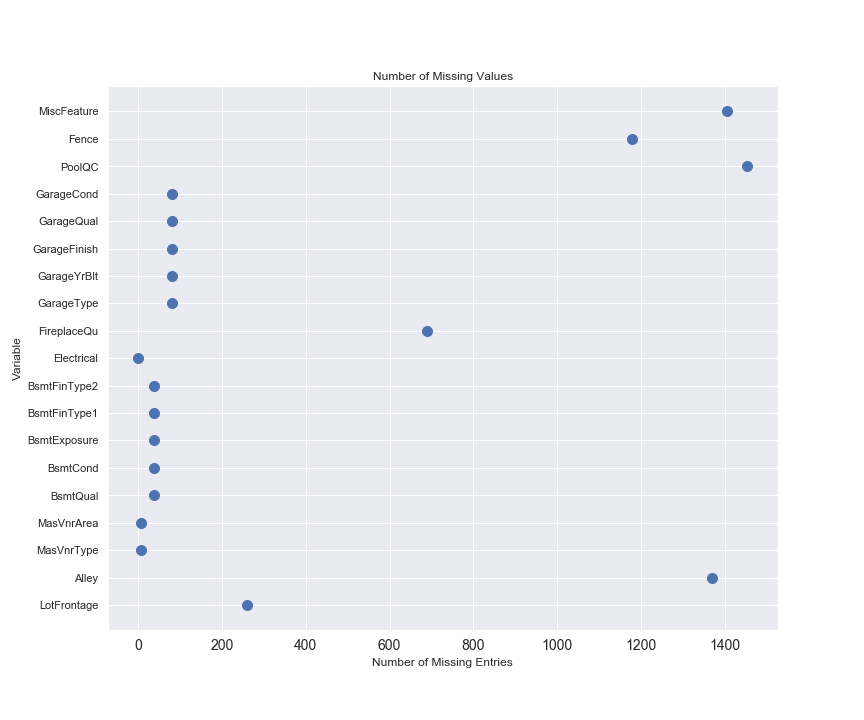 Number of Missing Values
MiscFeature
Fence
PoolQC
GarageCond
GarageQual
GarageFinish
GarageYrBlt
GarageType
FireplaceQu
Electrical
BsmtFinType2
BsmtFinType1
BsmtExposure
BsmtCond
BsmtQual
MasVnrArea
MasVnrType
Alley
LotFrontage
Variable
0 200 400 600 800 1000 1200 1400
Number of Missing Entries